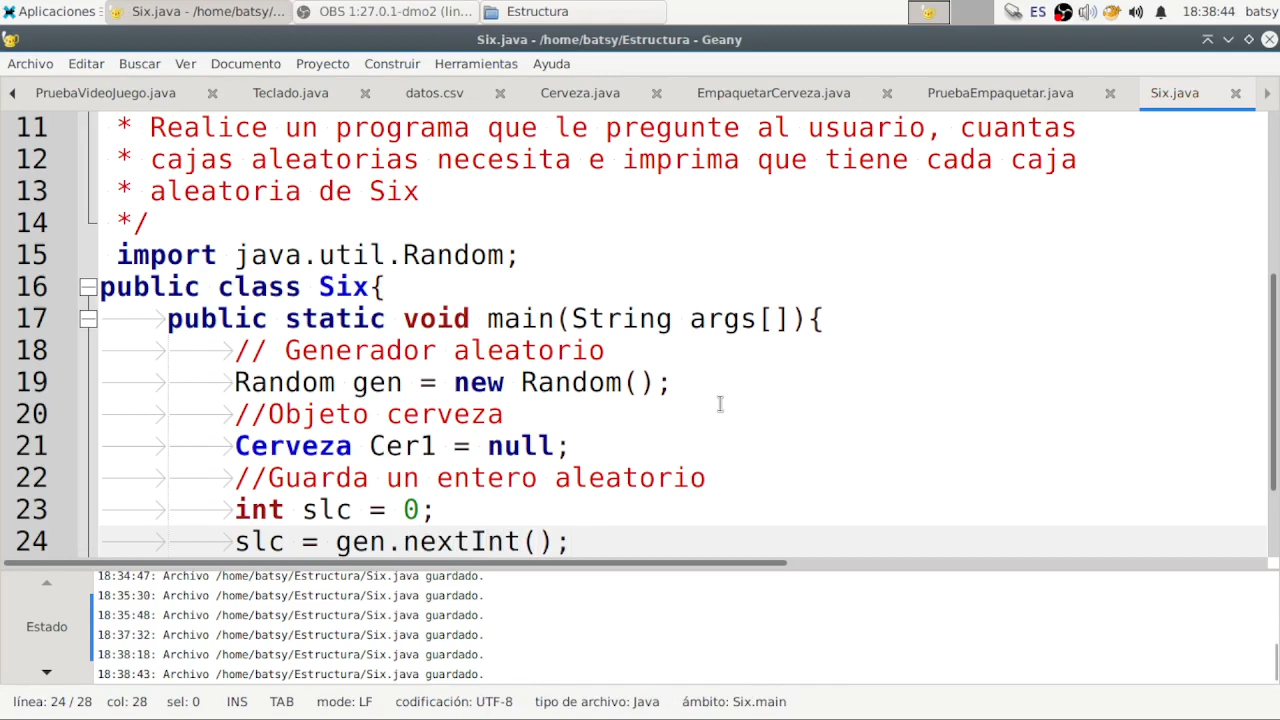 Aplicaciones
Six.java - /home/batsy/...
OBS 1:27.0.1-dmo2 (lin...
Estructura
ES
18:38:44
batsy
Six.java - /home/batsy/Estructura - Geany
Archivo Editar Buscar Ver Documento Proyecto Construir Herramientas Ayuda
PruebaVideoJuego.java Teclado.java datos.csv Cerveza.java EmpaquetarCerveza.java PruebaEmpaquetar.java Six.java
11 * Realice un programa que le pregunte al usuario, cuantas
12 * cajas aleatorias necesita e imprima que tiene cada caja
13 * aleatoria de Six
14 */
15 import java.util.Random;
16 public class Six{
17 public static void main(String args[]){
18 // Generador aleatorio
19 Random gen = new Random();
20 //Objeto cerveza
21 Cerveza Cer1 = null;
22 //Guarda un entero aleatorio
23 int slc = 0;
24 slc = gen.nextInt();
Estado
18:34:47: Archivo /home/batsy/Estructura/Six.java guardado.
18:35:30: Archivo /home/batsy/Estructura/Six.java guardado.
18:35:48: Archivo /home/batsy/Estructura/Six.java guardado.
18:37:32: Archivo /home/batsy/Estructura/Six.java guardado.
18:38:18: Archivo /home/batsy/Estructura/Six.java guardado.
18:38:43: Archivo /home/batsy/Estructura/Six.java guardado.
línea: 24 / 28 col: 28 sel: 0 INS TAB mode: LF codificación: UTF-8 tipo de archivo: Java ámbito: Six.main